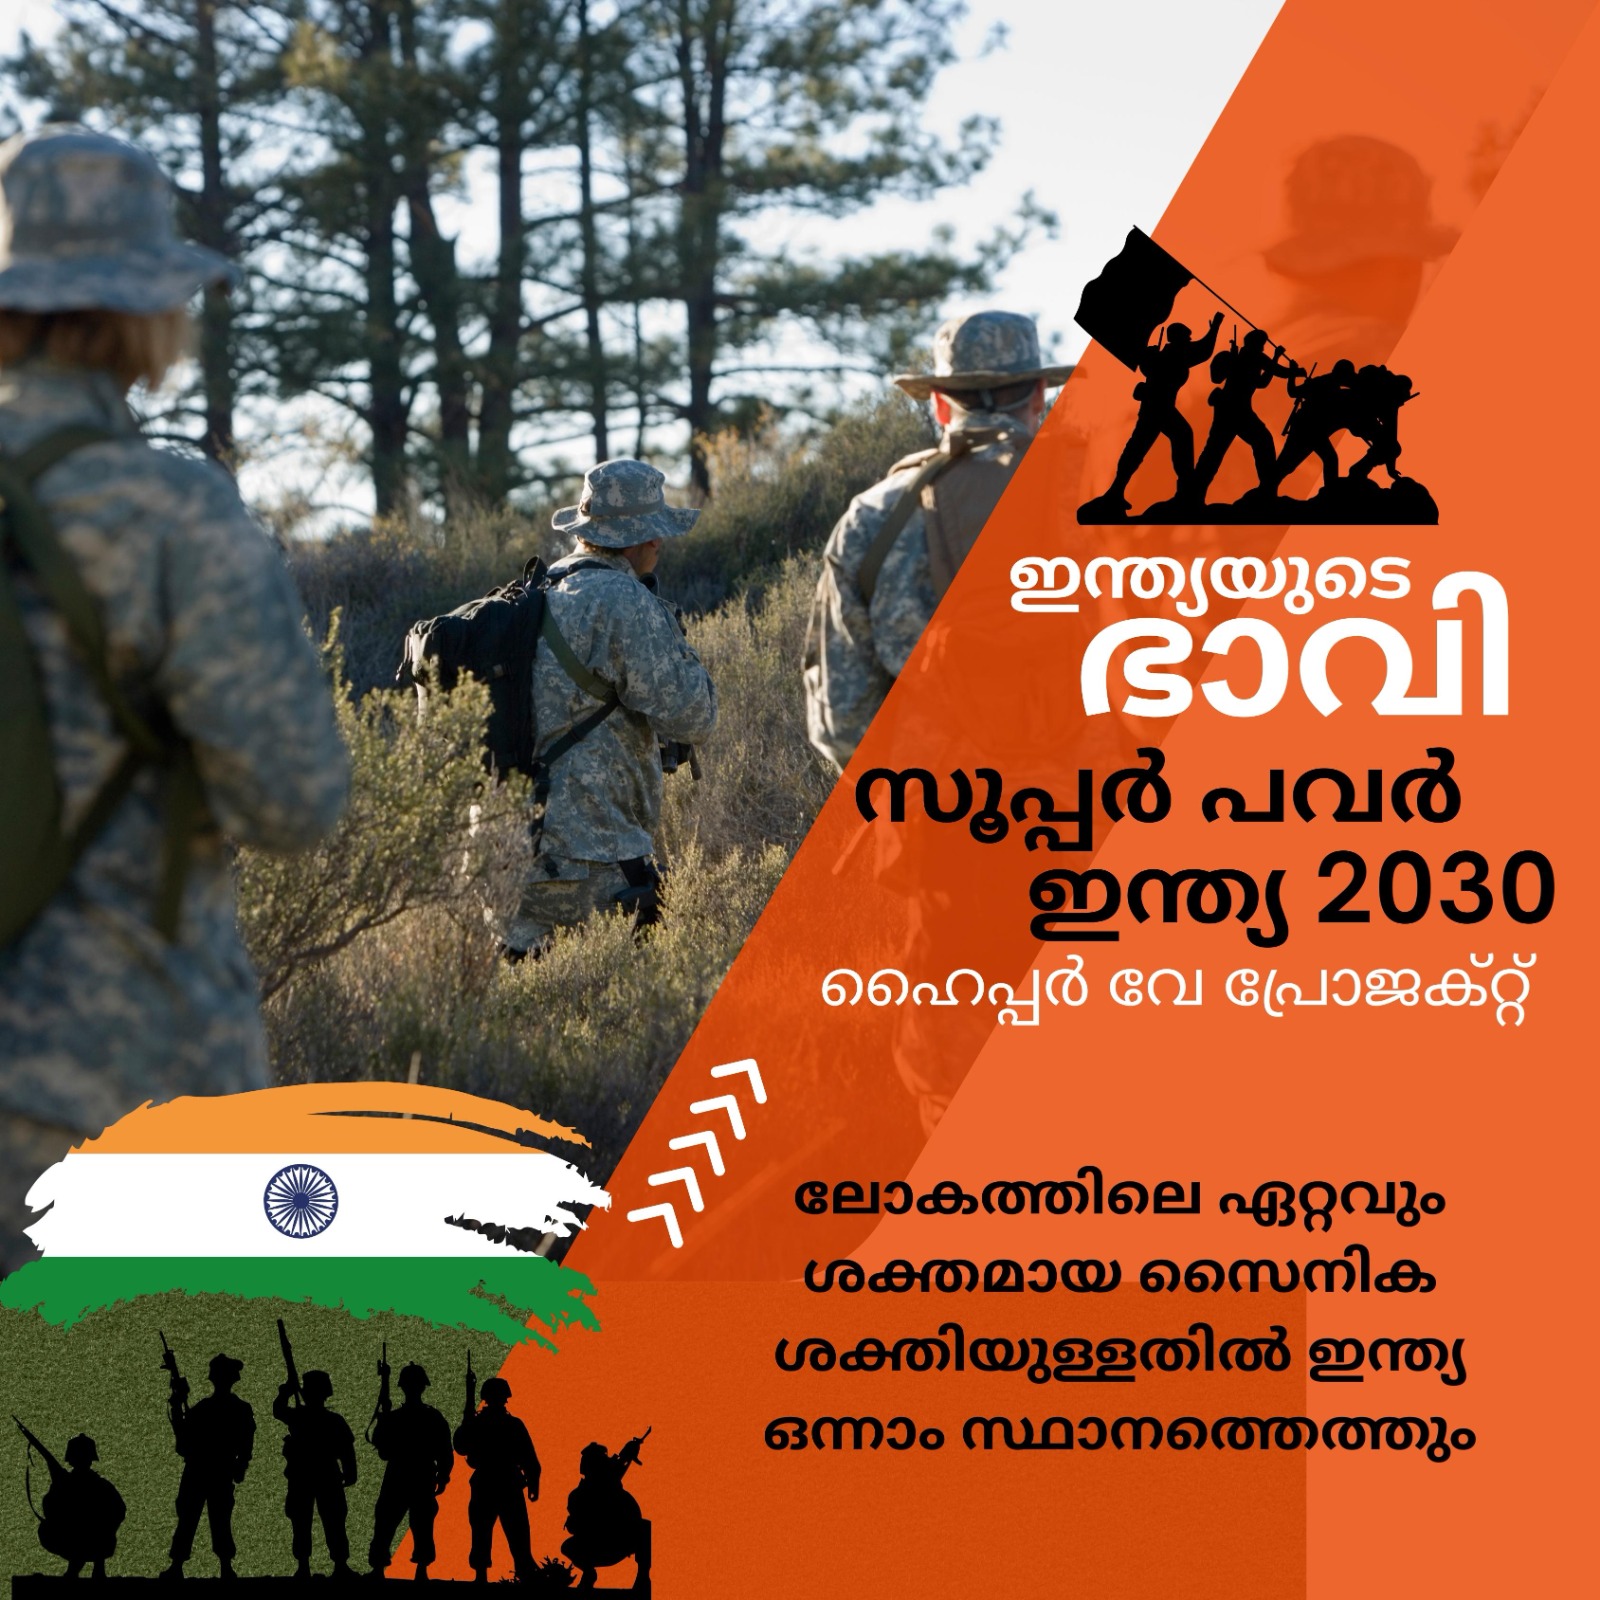 ഇന്ത്യയുടെ
ഭാവി
സൂപ്പർ പവർ
ഇന്ത്യ 2030
ഹൈപ്പർ വേ പ്രോജക്റ്റ്
ലോകത്തിലെ ഏറ്റവും
ശക്തമായ സൈനിക
ശക്തിയുള്ളതിൽ ഇന്ത്യ
ഒന്നാം സ്ഥാനത്തെത്തും